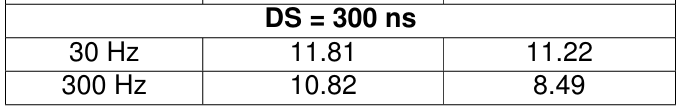 DS = 300 ns
30 Hz 11.81 11.22
300 Hz 10.82 8.49